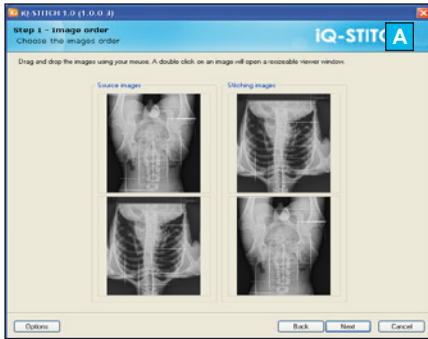 iQ-STITCH 1.0 (1.0.0.3)
Step 1 - Image order
Choose the images order
iQ-STITC
A
Drag and drop the images using your mouse. A double click on an image will open a resizeable viewer window.
Source images
Stitching images
Options
Back
Next
Cancel